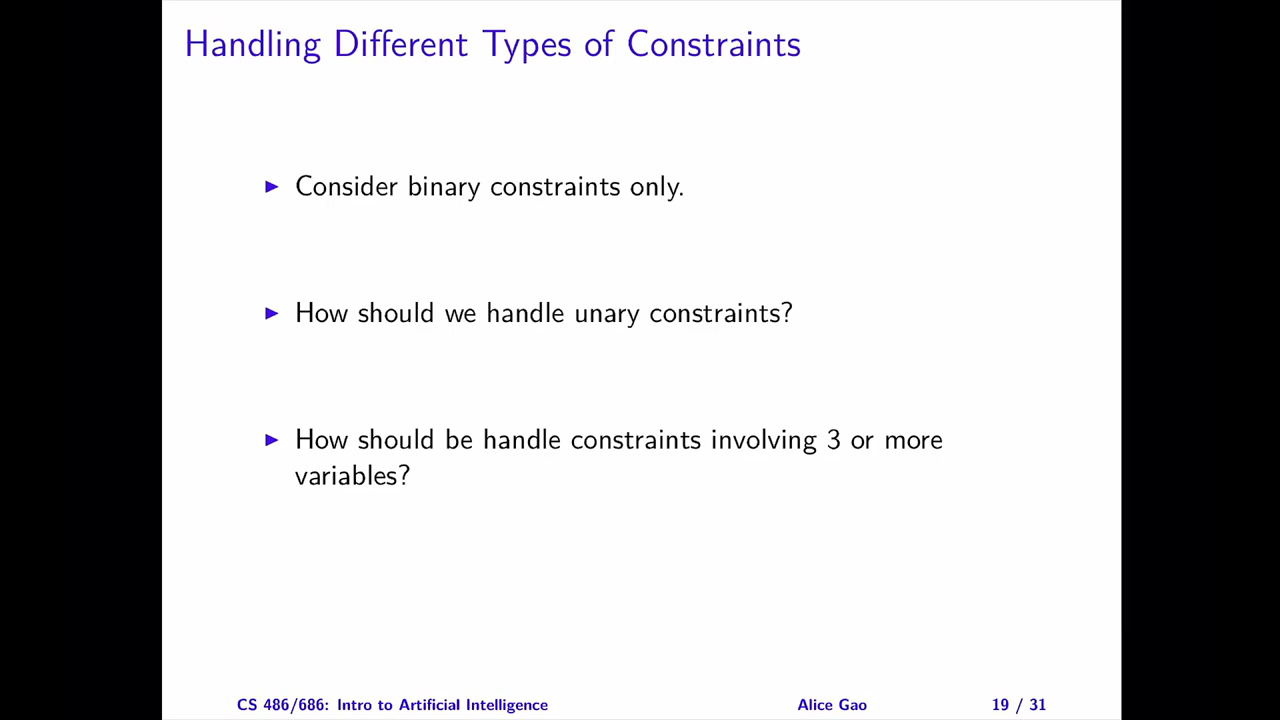 Handling Different Types of Constraints
▶ Consider binary constraints only.
▶ How should we handle unary constraints?
▶ How should be handle constraints involving 3 or more
variables?
CS 486/686: Intro to Artificial Intelligence Alice Gao 19 / 31